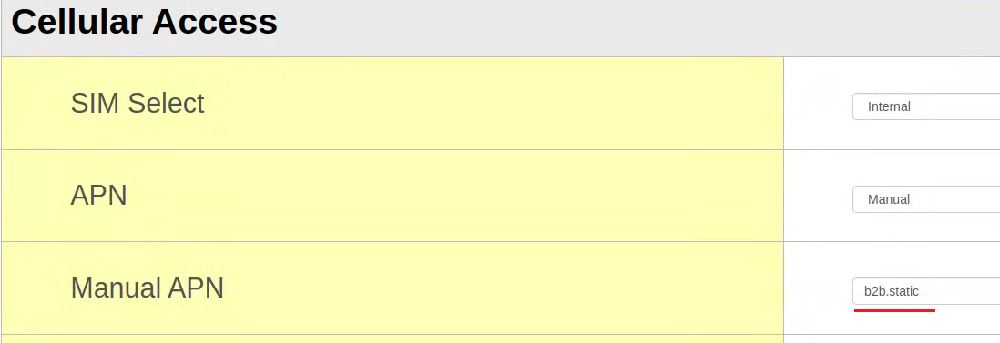 Cellular Access
SIM Select
Internal
APN
Manual
Manual APN
b2b.static